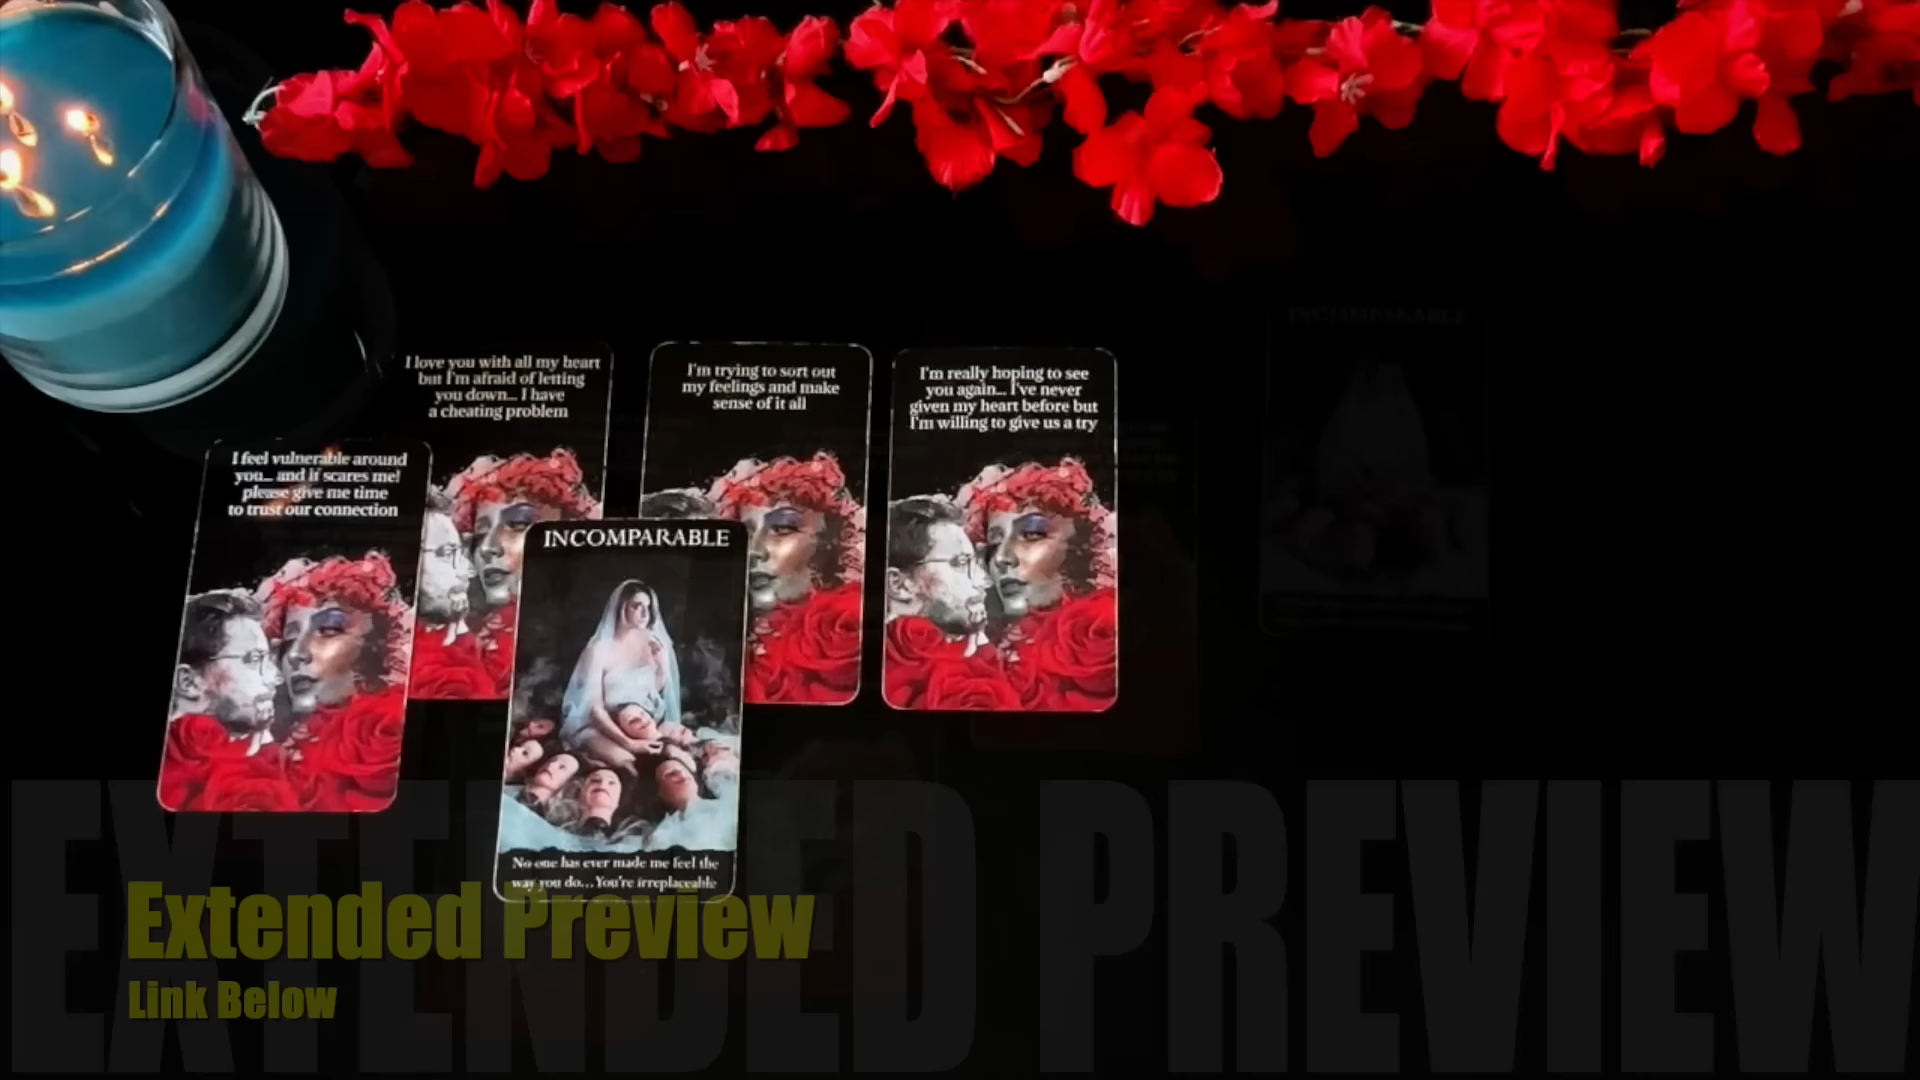 I love you with all my heart
but I'm afraid of letting
you down... I have
a cheating problem
I'm trying to sort out
my feelings and make
sense of it all
I'm really hoping to see
you again... I've never
given my heart before but
I'm willing to give us a try
I feel vulnerable around
you... and it scares me!
please give me time
to trust our connection
INCOMPARABLE
No one has ever made me feel the
way you do...You're irreplaceable
INCOMPARABLE
EXTENDED PREVIEW
Extended Preview
Link Below